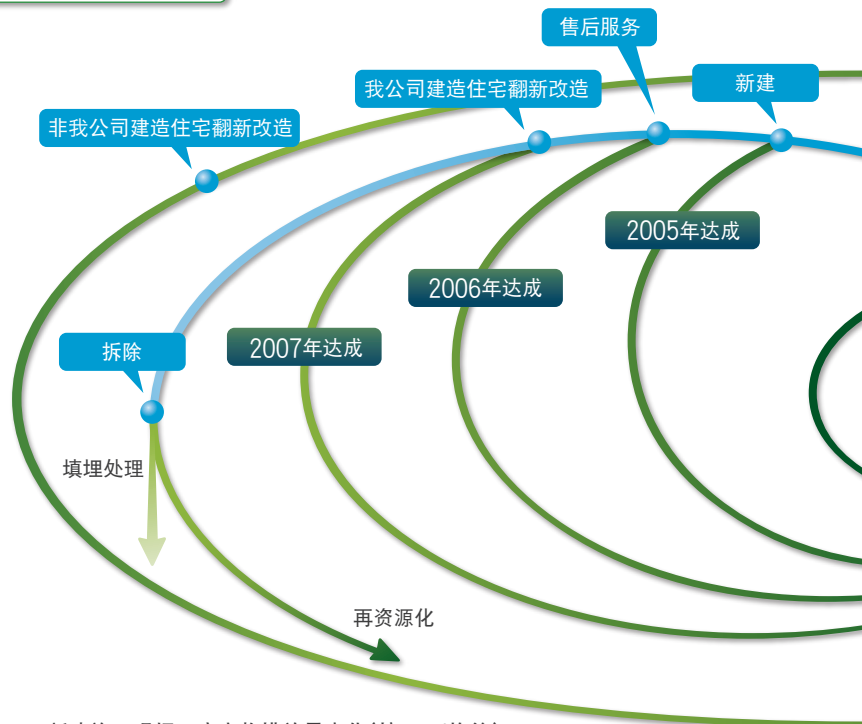 售后服务
我公司建造住宅翻新改造
新建
非我公司建造住宅翻新改造
2005年达成
2006年达成
2007年达成
拆除
填埋处理
再资源化